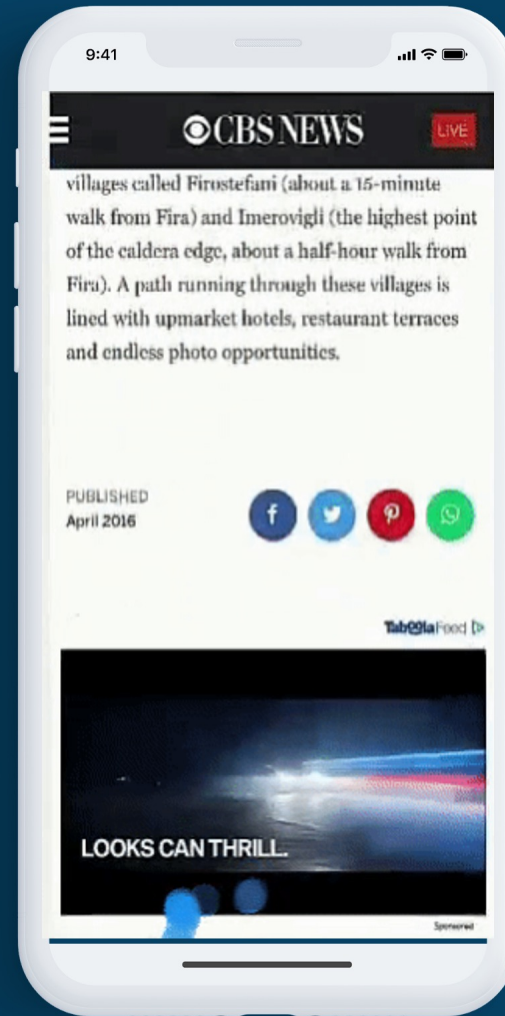 9:41
CBS NEWS
LIVE
villages called Firostefani (about a 15-minute
walk from Fira) and Imerovigli (the highest point
of the caldera edge, about a half-hour walk from
Fira). A path running through these villages is
lined with upmarket hotels, restaurant terraces
and endless photo opportunities.
PUBLISHED
April 2016
Taboola Feed
LOOKS CAN THRILL.
Sponsored